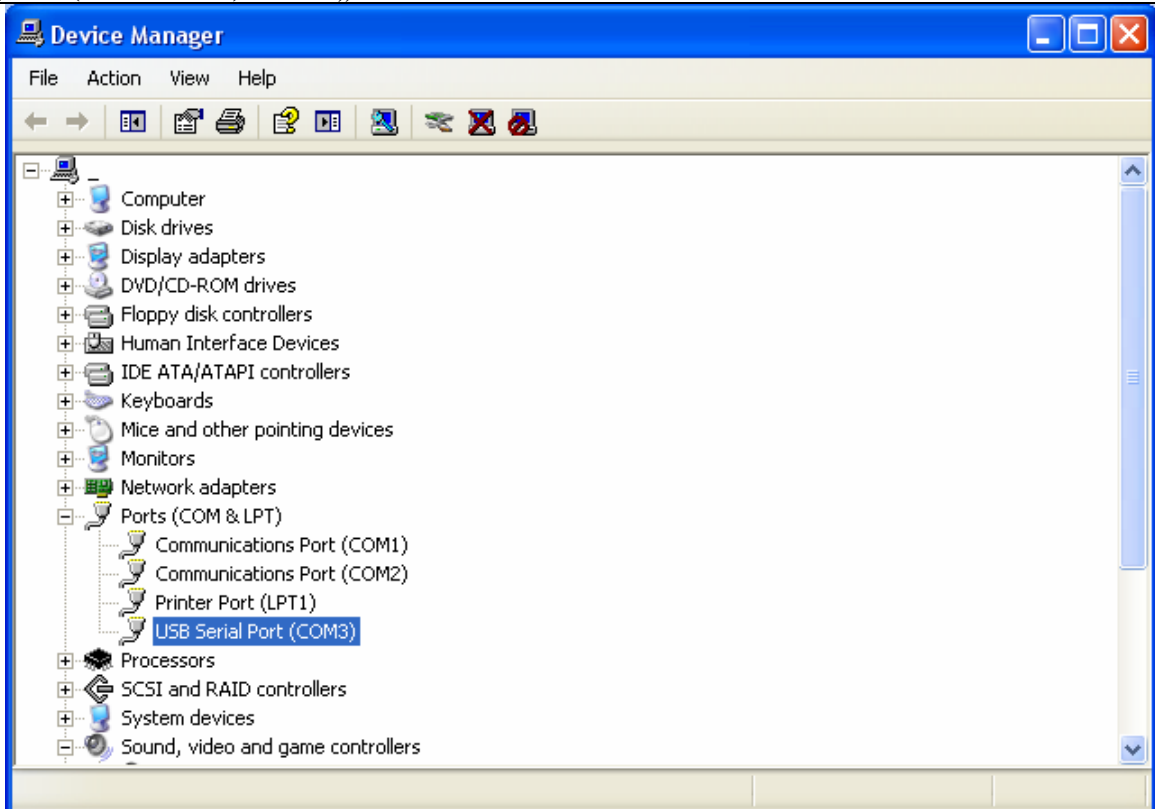 Device Manager
File Action View Help
_
Computer
Disk drives
Display adapters
DVD/CD-ROM drives
Floppy disk controllers
Human Interface Devices
IDE ATA/ATAPI controllers
Keyboards
Mice and other pointing devices
Monitors
Network adapters
Ports (COM & LPT)
Communications Port (COM1)
Communications Port (COM2)
Printer Port (LPT1)
USB Serial Port (COM3)
Processors
SCSI and RAID controllers
System devices
Sound, video and game controllers